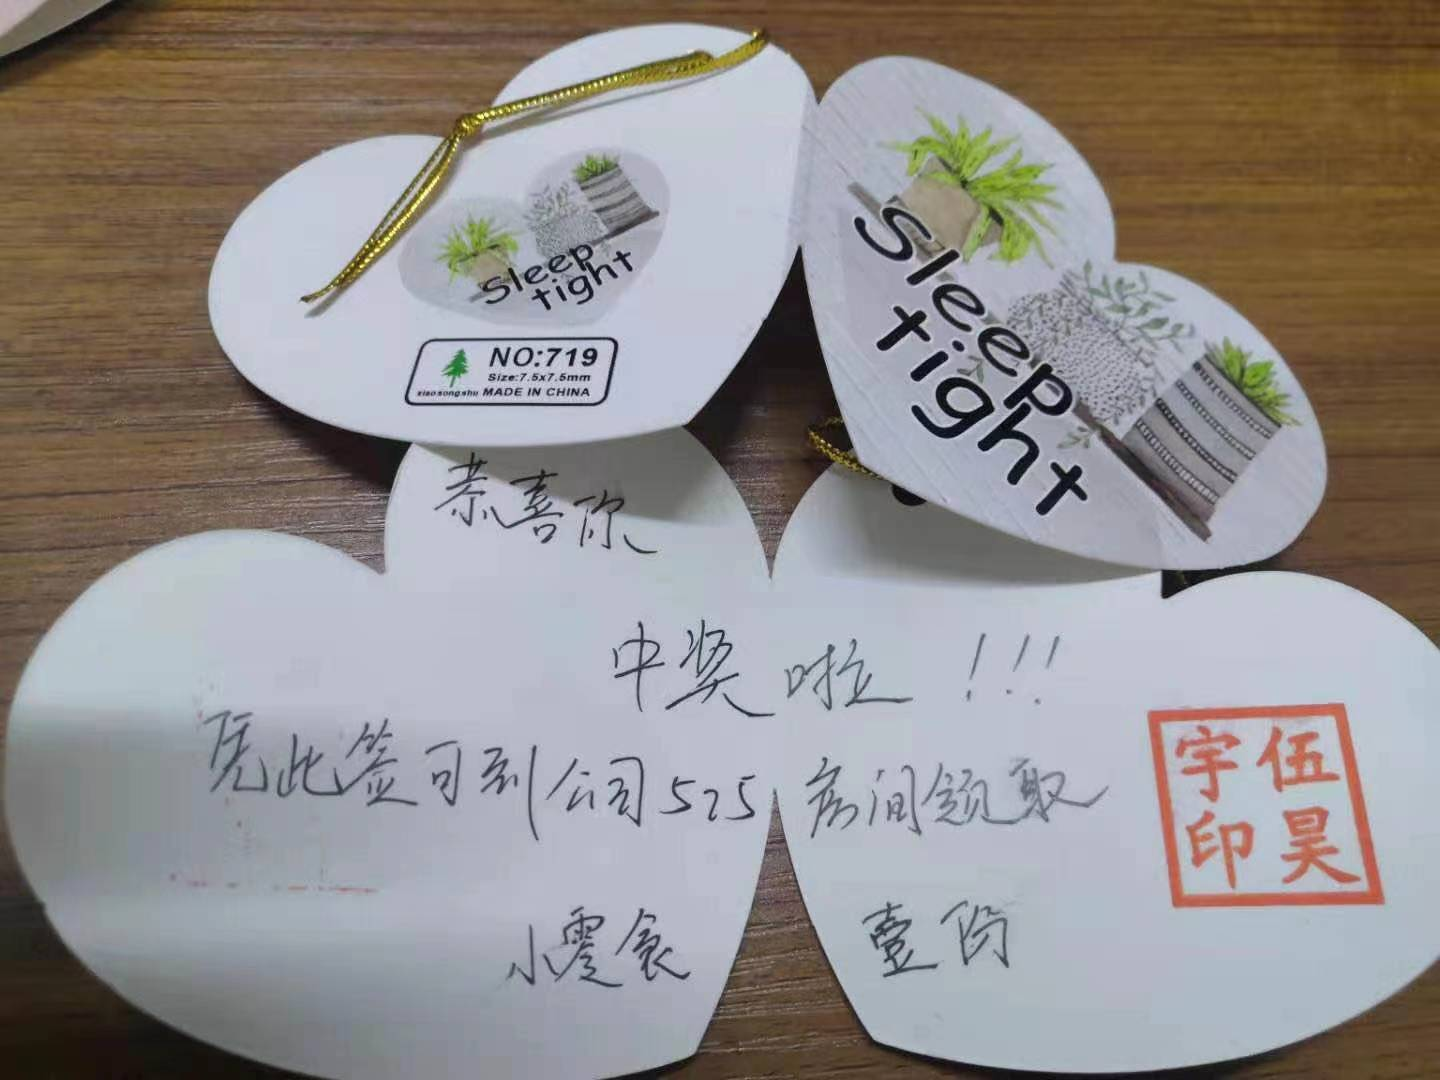 Sleep
tight
NO:719
Size:7.5x7.5mm
xiaosongshu MADE IN CHINA
Sleep
tight
恭喜你
中奖啦!!!
凭此签可到公司525房间领取
小零食 壹份
伍昊
宇印